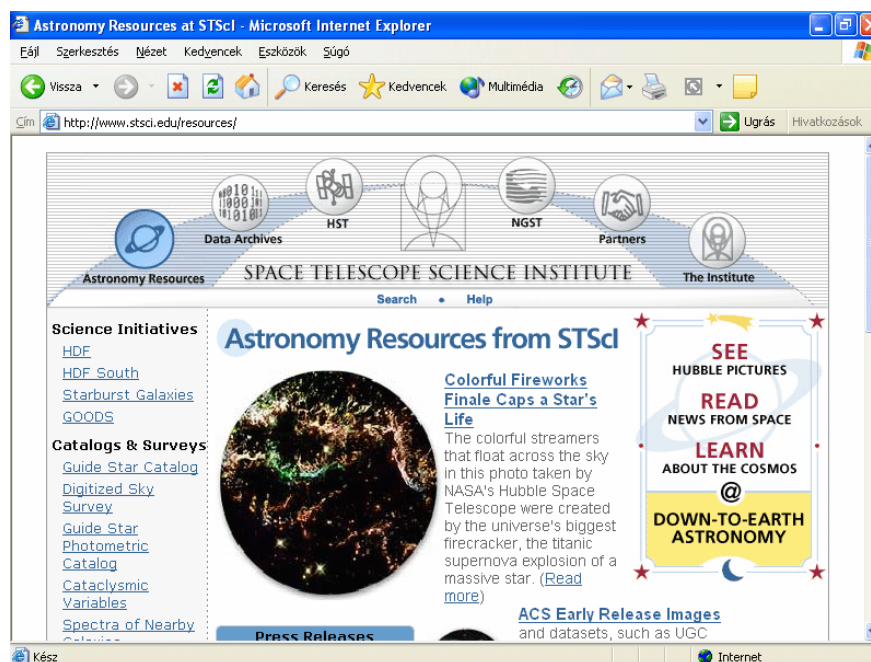 Astronomy Resources at STScI - Microsoft Internet Explorer
Fájl Szerkesztés Nézet Kedvencek Eszközök Súgó
Vissza Keresés Kedvencek Multimédia
Cím http://www.stsci.edu/resources/ Ugrás Hivatkozások
Astronomy Resources
Data Archives
HST
NGST
Partners
The Institute
SPACE TELESCOPE SCIENCE INSTITUTE
Search • Help
Science Initiatives
HDF
HDF South
Starburst Galaxies
GOODS
Catalogs & Surveys
Guide Star Catalog
Digitized Sky
Survey
Guide Star
Photometric
Catalog
Cataclysmic
Variables
Spectra of Nearby
Astronomy Resources from STScI
Colorful Fireworks
Finale Caps a Star's
Life
The colorful streamers
that float across the sky
in this photo taken by
NASA's Hubble Space
Telescope were created
by the universe's biggest
firecracker, the titanic
supernova explosion of a
massive star. (Read
more)
Press Releases
ACS Early Release Images
and datasets, such as UGC
SEE
HUBBLE PICTURES
READ
NEWS FROM SPACE
LEARN
ABOUT THE COSMOS
@
DOWN-TO-EARTH
ASTRONOMY
Kész Internet